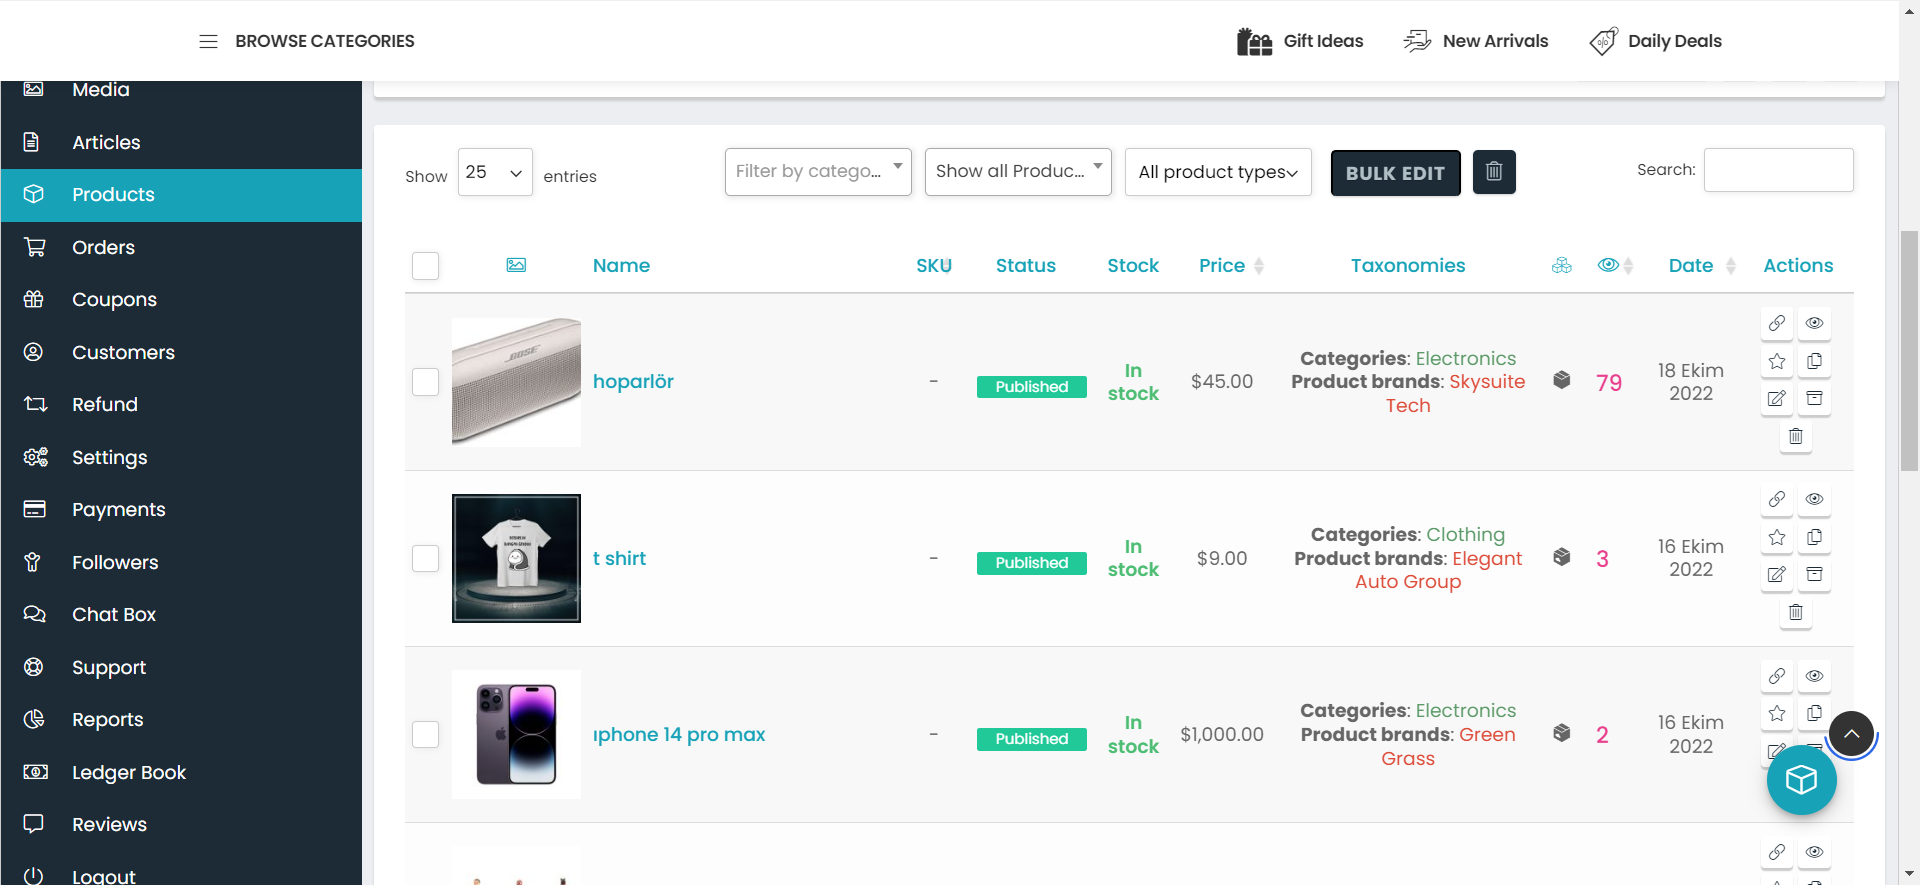 BROWSE CATEGORIES
Gift Ideas
New Arrivals
Daily Deals
Media
Articles
Products
Orders
Coupons
Customers
Refund
Settings
Payments
Followers
Chat Box
Support
Reports
Ledger Book
Reviews
Logout
Show 25 entries
Filter by catego...
Show all Produc...
All product types
BULK EDIT
Search:
Name SKU Status Stock Price Taxonomies Date Actions
BOSE
hoparlör
-
Published
In
stock
$45.00
Categories: Electronics
Product brands: Skysuite
Tech
79
18 Ekim
2022
t shirt
-
Published
In
stock
$9.00
Categories: Clothing
Product brands: Elegant
Auto Group
3
16 Ekim
2022
ıphone 14 pro max
-
Published
In
stock
$1,000.00
Categories: Electronics
Product brands: Green
Grass
2
16 Ekim
2022